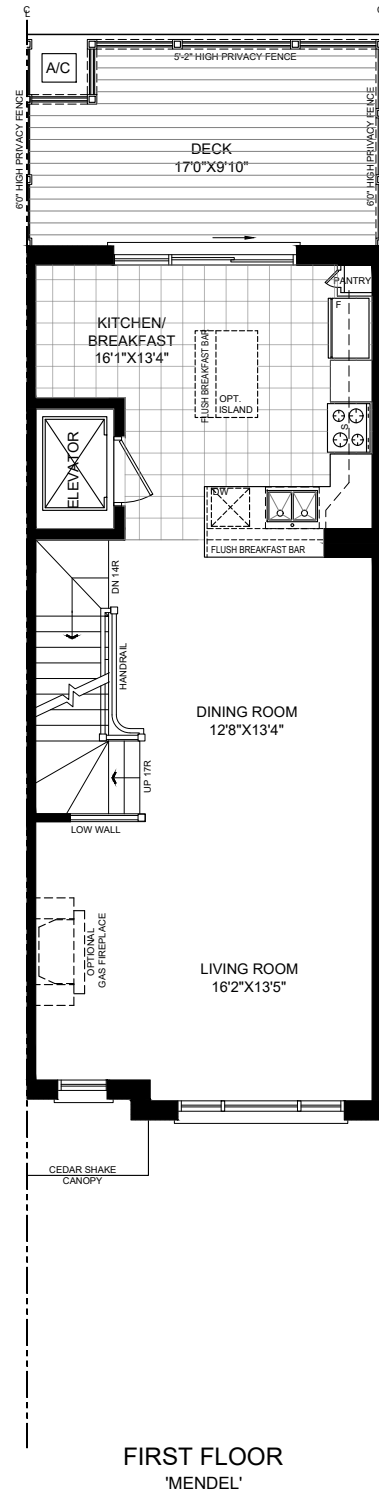 ℄
A/C
5'-2" HIGH PRIVACY FENCE
6'0" HIGH PRIVACY FENCE
6'0" HIGH PRIVACY FENCE
DECK
17'0"X9'10"
PANTRY
F
KITCHEN/
BREAKFAST
16'1"X13'4"
FLUSH BREAKFAST BAR
OPT.
ISLAND
S
ELEVATOR
DW
FLUSH BREAKFAST BAR
DN 14R
HANDRAIL
DINING ROOM
12'8"X13'4"
UP 17R
LOW WALL
OPTIONAL
GAS FIREPLACE
LIVING ROOM
16'2"X13'5"
CEDAR SHAKE
CANOPY
FIRST FLOOR
'MENDEL'